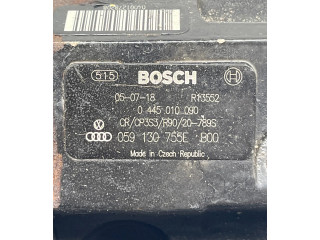 515 BOSCH
05-07-18 R13552
0 445 010 090
CR/CP3S3/R90/20-789S
059 130 755E B00
Made in Czech Republic